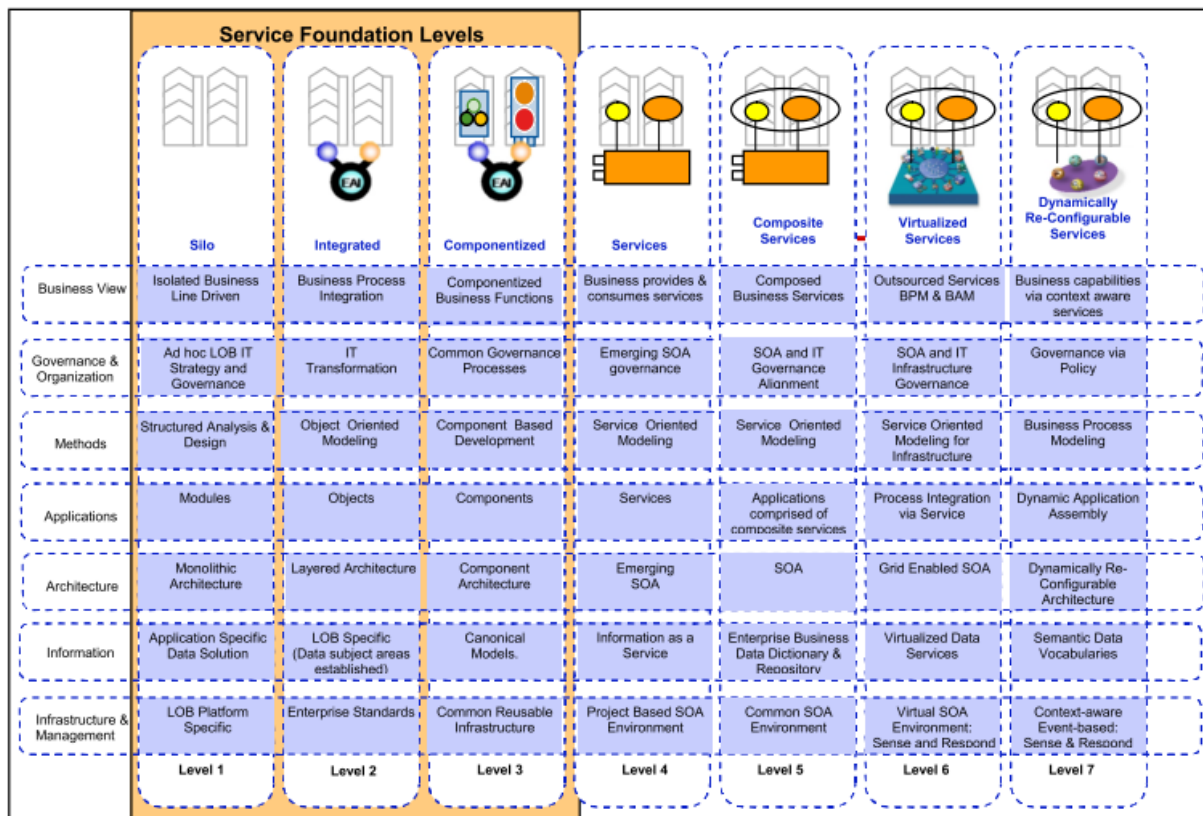 Service Foundation Levels
EAI
EAI
Silo
Integrated
Componentized
Services
Composite
Services
Virtualized
Services
Dynamically
Re-Configurable
Services
Business View
Isolated Business
Line Driven
Business Process
Integration
Componentized
Business Functions
Business provides &
consumes services
Composed
Business Services
Outsourced Services
BPM & BAM
Business capabilities
via context aware
services
Governance &
Organization
Ad hoc LOB IT
Strategy and
Governance
IT
Transformation
Common Governance
Processes
Emerging SOA
governance
SOA and IT
Governance
Alignment
SOA and IT
Infrastructure
Governance
Governance via
Policy
Methods
Structured Analysis &
Design
Object Oriented
Modeling
Component Based
Development
Service Oriented
Modeling
Service Oriented
Modeling
Service Oriented
Modeling for
Infrastructure
Business Process
Modeling
Applications
Modules
Objects
Components
Services
Applications
comprised of
composite services
Process Integration
via Service
Dynamic Application
Assembly
Architecture
Monolithic
Architecture
Layered Architecture
Component
Architecture
Emerging
SOA
SOA
Grid Enabled SOA
Dynamically Re-
Configurable
Architecture
Information
Application Specific
Data Solution
LOB Specific
(Data subject areas
established)
Canonical
Models.
Information as a
Service
Enterprise Business
Data Dictionary &
Repository
Virtualized Data
Services
Semantic Data
Vocabularies
Infrastructure &
Management
LOB Platform
Specific
Enterprise Standards
Common Reusable
Infrastructure
Project Based SOA
Environment
Common SOA
Environment
Virtual SOA
Environment:
Sense and Respond
Context-aware
Event-based:
Sense & Respond
Level 1
Level 2
Level 3
Level 4
Level 5
Level 6
Level 7